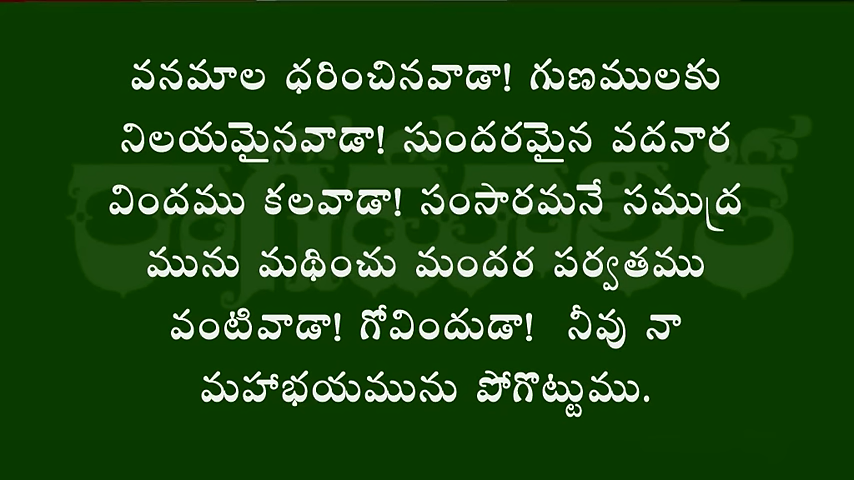 వనమాల ధరించినవాడా! గుణములకు
నిలయమైనవాడా! సుందరమైన వదనార
విందము కలవాడా! సంసారమనే సముద్ర
మును మథించు మందర పర్వతము
వంటివాడా! గోవిందుడా! నీవు నా
మహాభయమును పోగొట్టుము.